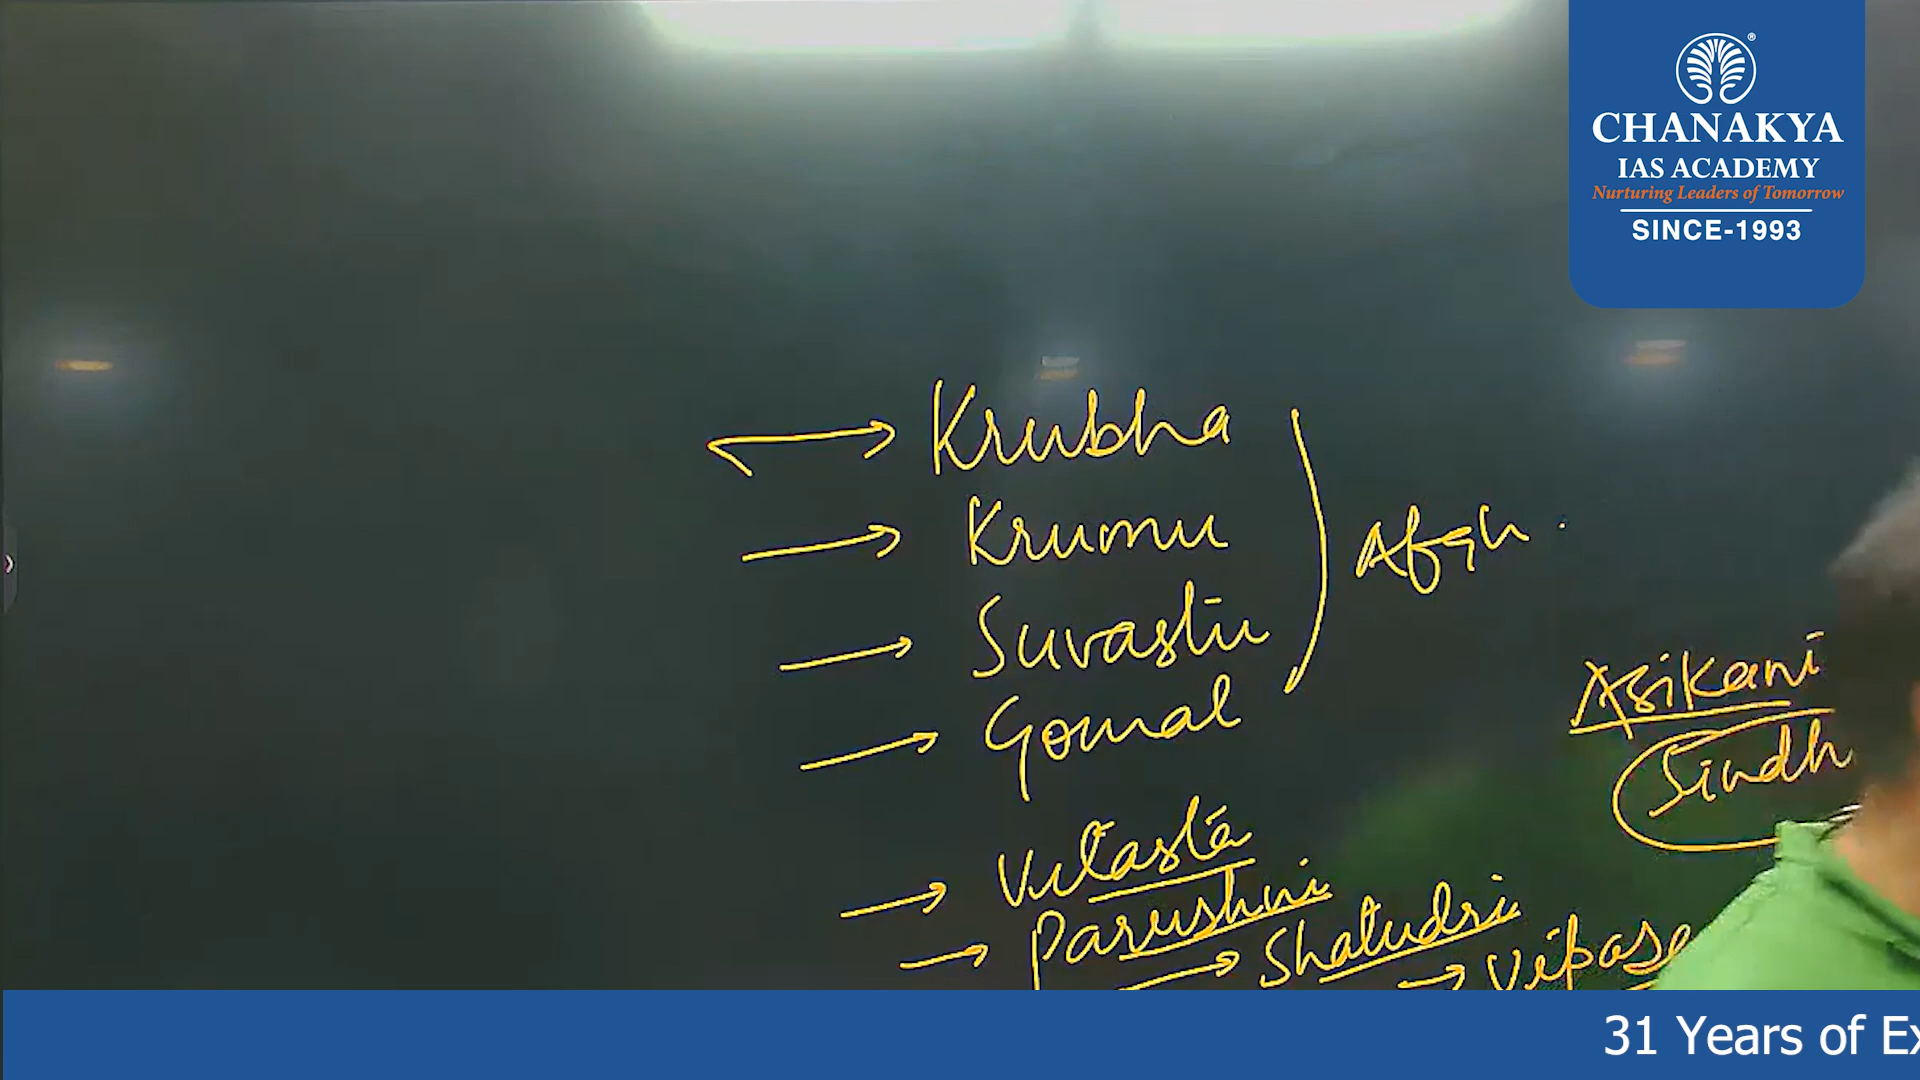 CHANAKYA
IAS ACADEMY
Nurturing Leaders of Tomorrow
SINCE-1993
Krubha
Krumu
Suvastu
Gomal
Afgh.
Asikani
Sindh
Vitasta
Parushni
Shatudri
Vipase
31 Years of Ex